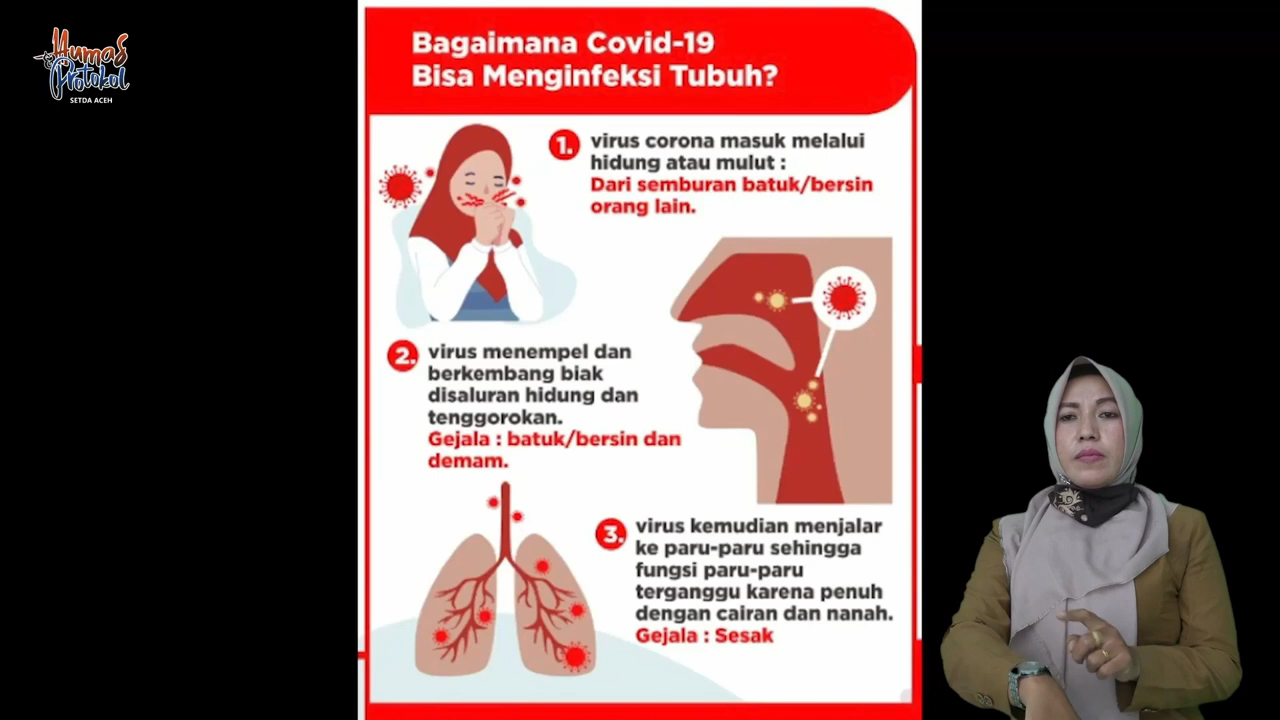 Humas
Protokol
SETDA ACEH
Bagaimana Covid-19
Bisa Menginfeksi Tubuh?
1. virus corona masuk melalui
hidung atau mulut :
Dari semburan batuk/bersin
orang lain.
2. virus menempel dan
berkembang biak
disaluran hidung dan
tenggorokan.
Gejala : batuk/bersin dan
demam.
3. virus kemudian menjalar
ke paru-paru sehingga
fungsi paru-paru
terganggu karena penuh
dengan cairan dan nanah.
Gejala : Sesak